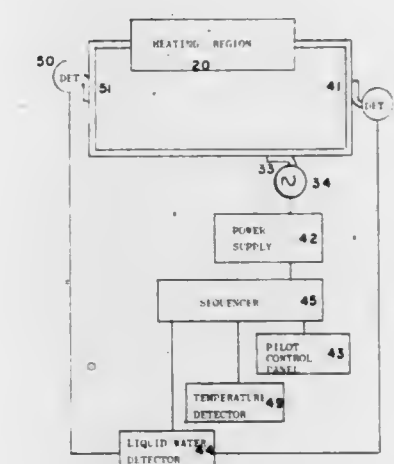 HEATING REGION
20
50
DET
51
41
DET
33
34
POWER
SUPPLY 42
SEQUENCER 45
PILOT
CONTROL 43
PANEL
TEMPERATURE
DETECTOR 49
LIQUID WATER
DETECTOR 44